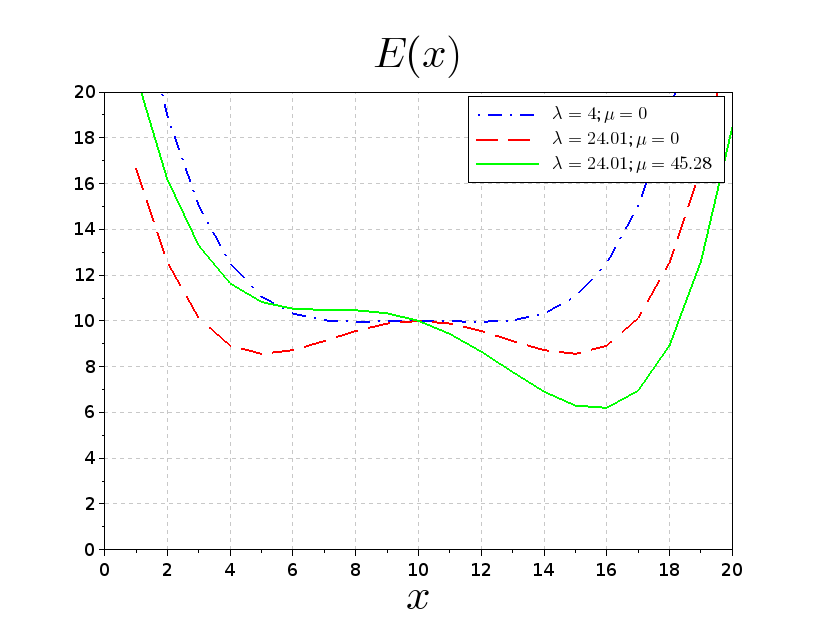 E(x)
20
18
16
14
12
10
8
6
4
2
0
λ = 4; μ = 0
λ = 24.01; μ = 0
λ = 24.01; μ = 45.28
0 2 4 6 8 10 12 14 16 18 20
x